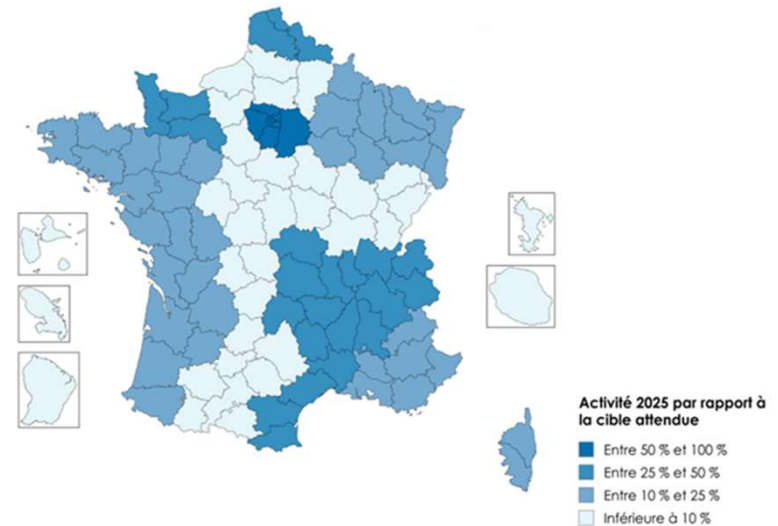 Activité 2025 par rapport à
la cible attendue
Entre 50 % et 100 %
Entre 25 % et 50 %
Entre 10 % et 25 %
Inférieure à 10 %